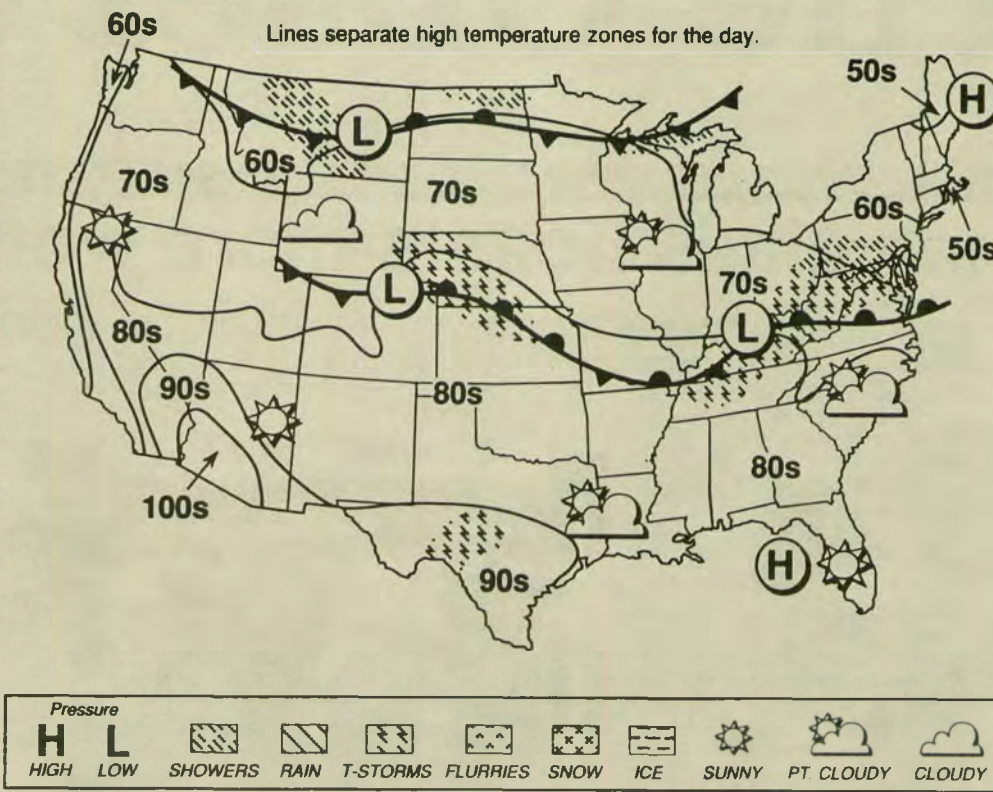 60s
Lines separate high temperature zones for the day.
50s
H
L
60s
70s
70s
60s
50s
70s
L
L
80s
90s
80s
80s
100s
H
90s
Pressure
H L
HIGH LOW SHOWERS RAIN T-STORMS FLURRIES SNOW ICE SUNNY PT. CLOUDY CLOUDY